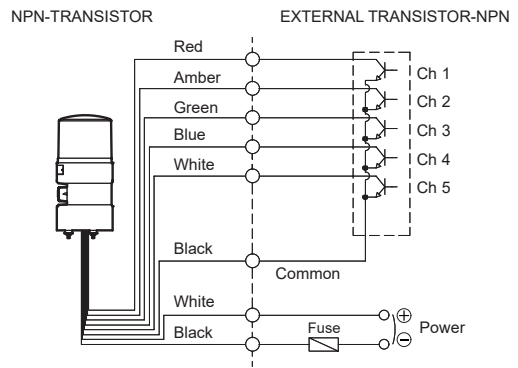 NPN-TRANSISTOR
EXTERNAL TRANSISTOR-NPN
Red
Ch 1
Amber
Ch 2
Green
Ch 3
Blue
Ch 4
White
Ch 5
Black
Common
White
Fuse
Power
Black